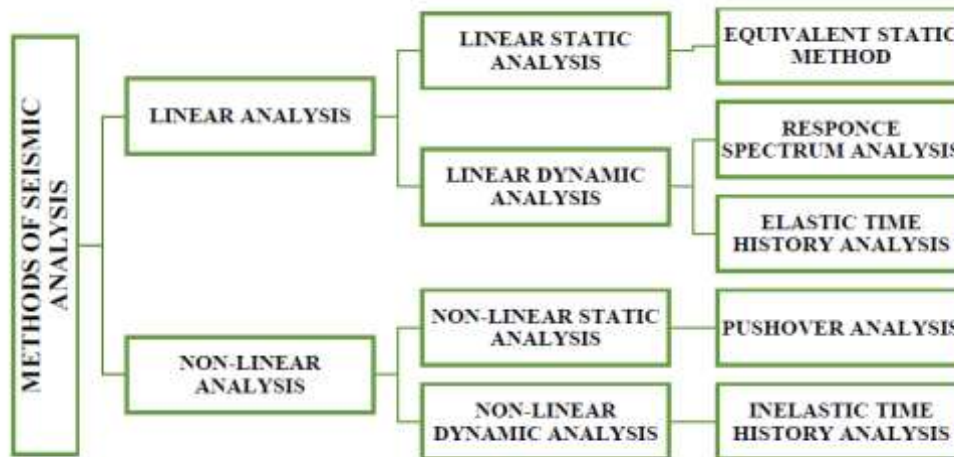 METHODS OF SEISMIC
ANALYSIS
LINEAR ANALYSIS
LINEAR STATIC
ANALYSIS
EQUIVALENT STATIC
METHOD
LINEAR DYNAMIC
ANALYSIS
RESPONCE
SPECTRUM ANALYSIS
ELASTIC TIME
HISTORY ANALYSIS
NON-LINEAR
ANALYSIS
NON-LINEAR STATIC
ANALYSIS
PUSHOVER ANALYSIS
NON-LINEAR
DYNAMIC ANALYSIS
INELASTIC TIME
HISTORY ANALYSIS